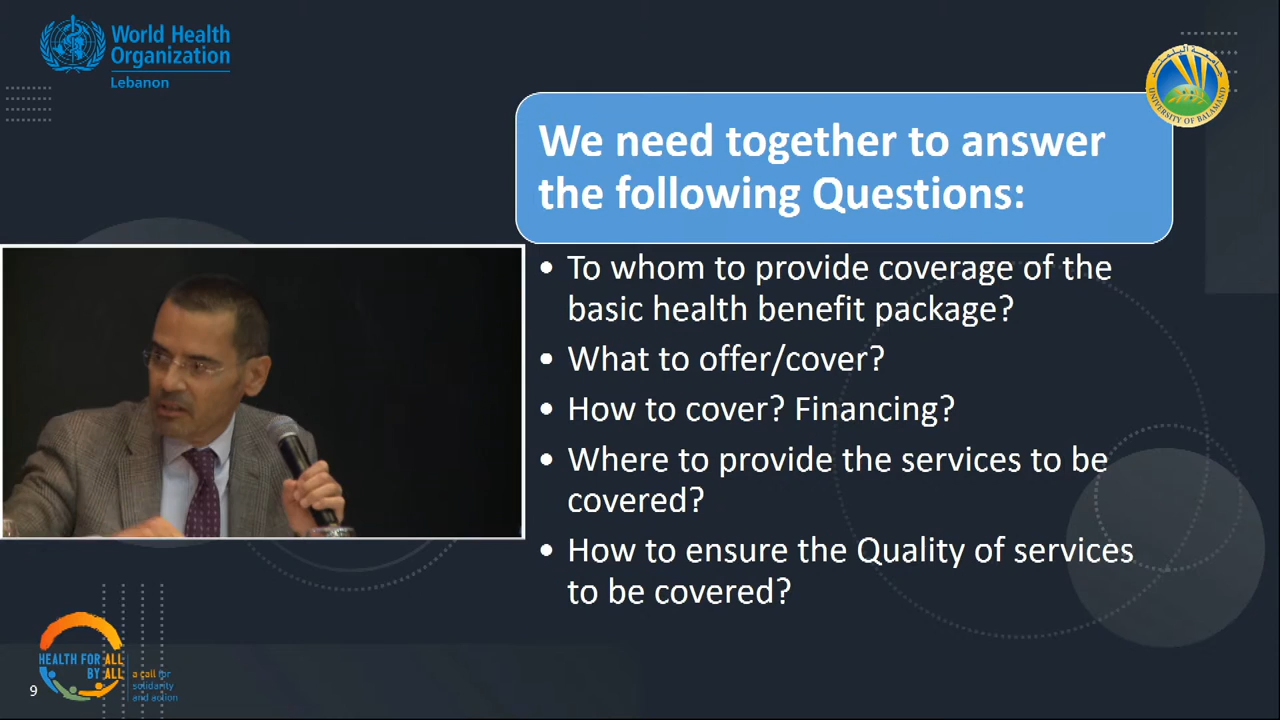 World Health
Organization
Lebanon
UNIVERSITY OF BALAMAND
We need together to answer
the following Questions:
• To whom to provide coverage of the
basic health benefit package?
• What to offer/cover?
• How to cover? Financing?
• Where to provide the services to be
covered?
• How to ensure the Quality of services
to be covered?
HEALTH FOR ALL
BY ALL
a call for
solidarity
and action
9